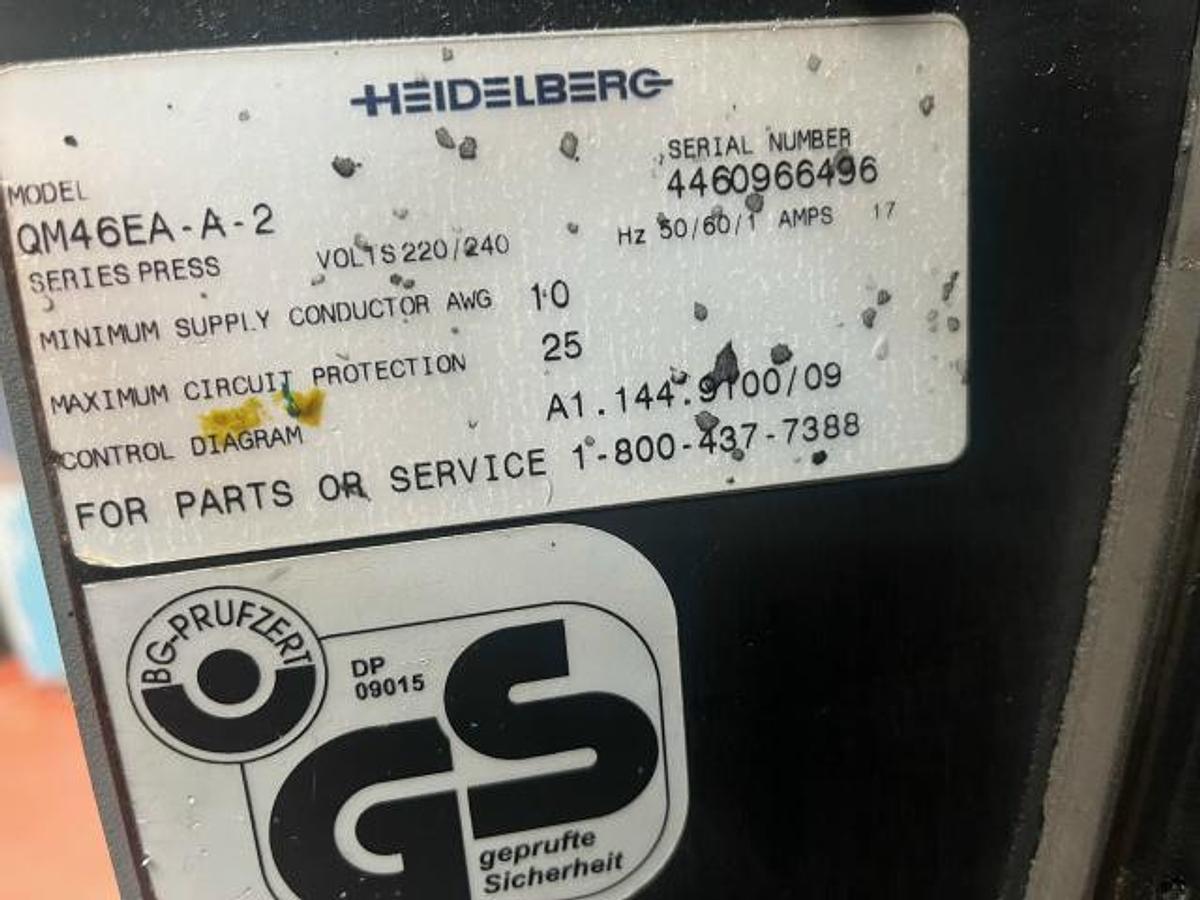 HEIDELBERG
MODEL
SERIAL NUMBER
QM46EA-A-2
4460966496
SERIES PRESS
VOLTS 220/240
Hz 50/60/1 AMPS 17
MINIMUM SUPPLY CONDUCTOR AWG 10
MAXIMUM CIRCUIT PROTECTION 25
CONTROL DIAGRAM A1.144.9100/09
FOR PARTS OR SERVICE 1-800-437-7388
BG-PRUFZERT
DP
09015
GS
geprufte
Sicherheit